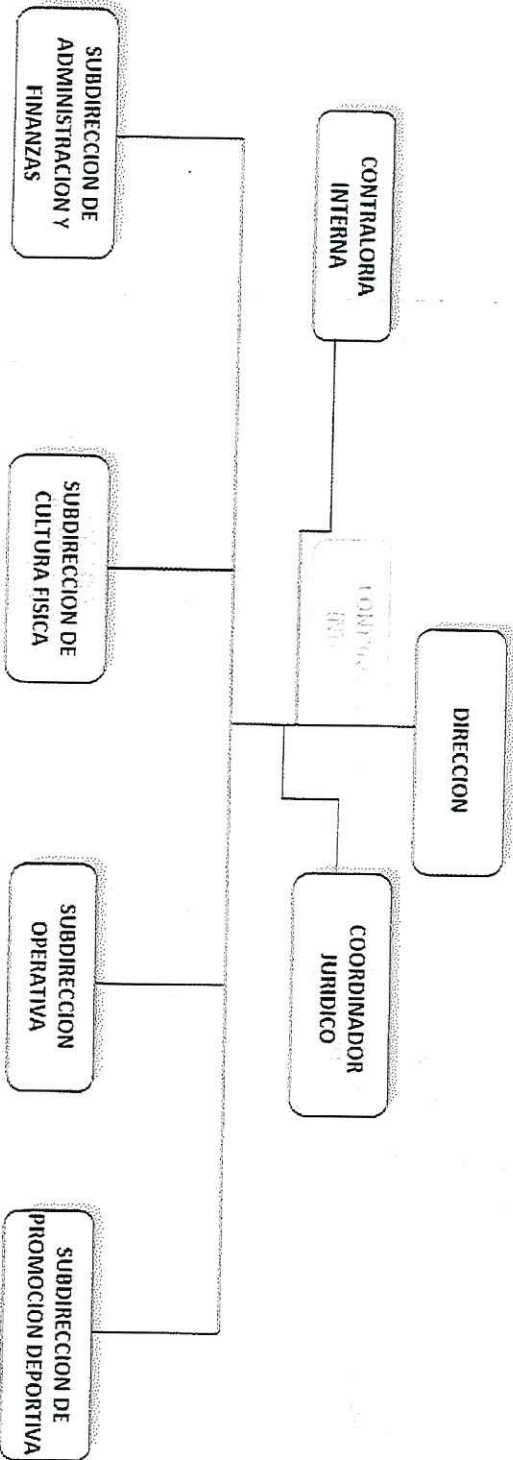 DIRECCION
CONTRALORIA
INTERNA
COORDINADOR
JURIDICO
SUBDIRECCION DE
ADMINISTRACION Y
FINANZAS
SUBDIRECCION DE
CULTURA FISICA
SUBDIRECCION
OPERATIVA
SUBDIRECCION DE
PROMOCION DEPORTIVA